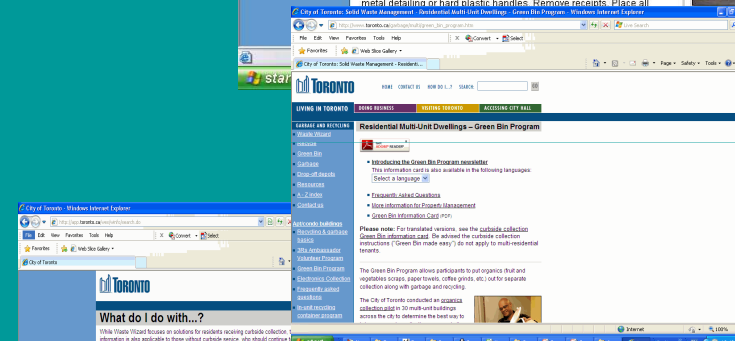 metal detailing or hard plastic handles. Remove receipts. Place all
star
City of Toronto: Solid Waste Management - Residential Multi-Unit Dwellings - Green Bin Program - Windows Internet Explorer
http://www.toronto.ca/garbage/multi/green_bin_program.htm
Live Search
File Edit View Favorites Tools Help
X Convert Select
Favorites Web Slice Gallery
City of Toronto: Solid Waste Management - Residenti...
Page Safety Tools
TORONTO
HOME CONTACT US HOW DO I...? SEARCH: GO
LIVING IN TORONTO DOING BUSINESS VISITING TORONTO ACCESSING CITY HALL
GARBAGE AND RECYCLING
Waste Wizard
Green Bin
Garbage
Drop-off depots
Resources
A - Z index
Contact us
Apt/condo buildings
Recycling & garbage basics
3Rs Ambassador Volunteer Program
Green Bin Program
Electronics Collection
Frequently asked questions
In-unit recycling container program
Residential Multi-Unit Dwellings – Green Bin Program
Introducing the Green Bin Program newsletter
This information card is also available in the following languages:
Select a language
Frequently Asked Questions
More information for Property Management
Green Bin Information Card (PDF)
Please note: For translated versions, see the curbside collection
Green Bin information card. Be advised the curbside collection
instructions ("Green Bin made easy") do not apply to multi-residential
tenants.
The Green Bin Program allows participants to put organics (fruit and
vegetables scraps, paper towels, coffee grinds, etc.) out for separate
collection along with garbage and recycling.
The City of Toronto conducted an organics
collection pilot in 30 multi-unit buildings
across the city to determine the best way to
Internet 100%
City of Toronto - Windows Internet Explorer
File Edit View Favorites Tools Help
X Convert Select
Favorites Web Slice Gallery
City of Toronto
TORONTO
What do I do with...?
While Waste Wizard focuses on solutions for residents receiving curbside collection,
information is also applicable to those without curbside service, who should continue